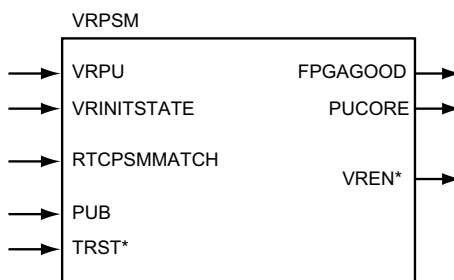 VRPSM
VRPU
FPGAGOOD
VRINITSTATE
PUCORE
RTCPSMMATCH
VREN*
PUB
TRST*